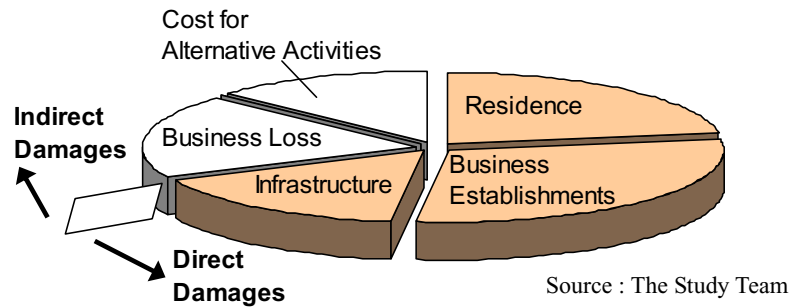 Cost for
Alternative Activities
Residence
Indirect
Damages
Business Loss
Business
Establishments
Infrastructure
Direct
Damages
Source : The Study Team